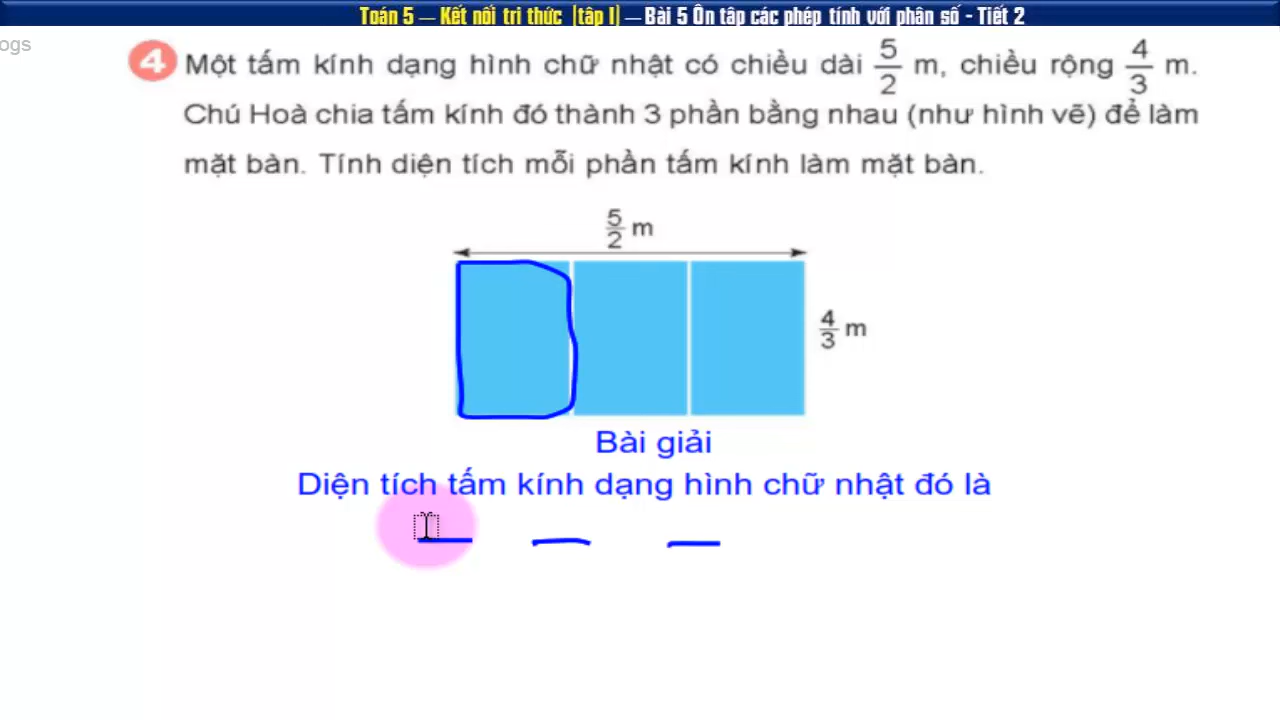 Toán 5 – Kết nối tri thức [tập 1] – Bài 5 Ôn tập các phép tính với phân số - Tiết 2
ogs
4 Một tấm kính dạng hình chữ nhật có chiều dài 5/2 m, chiều rộng 4/3 m.
Chú Hoà chia tấm kính đó thành 3 phần bằng nhau (như hình vẽ) để làm
mặt bàn. Tính diện tích mỗi phần tấm kính làm mặt bàn.
5/2 m
4/3 m
Bài giải
Diện tích tấm kính dạng hình chữ nhật đó là